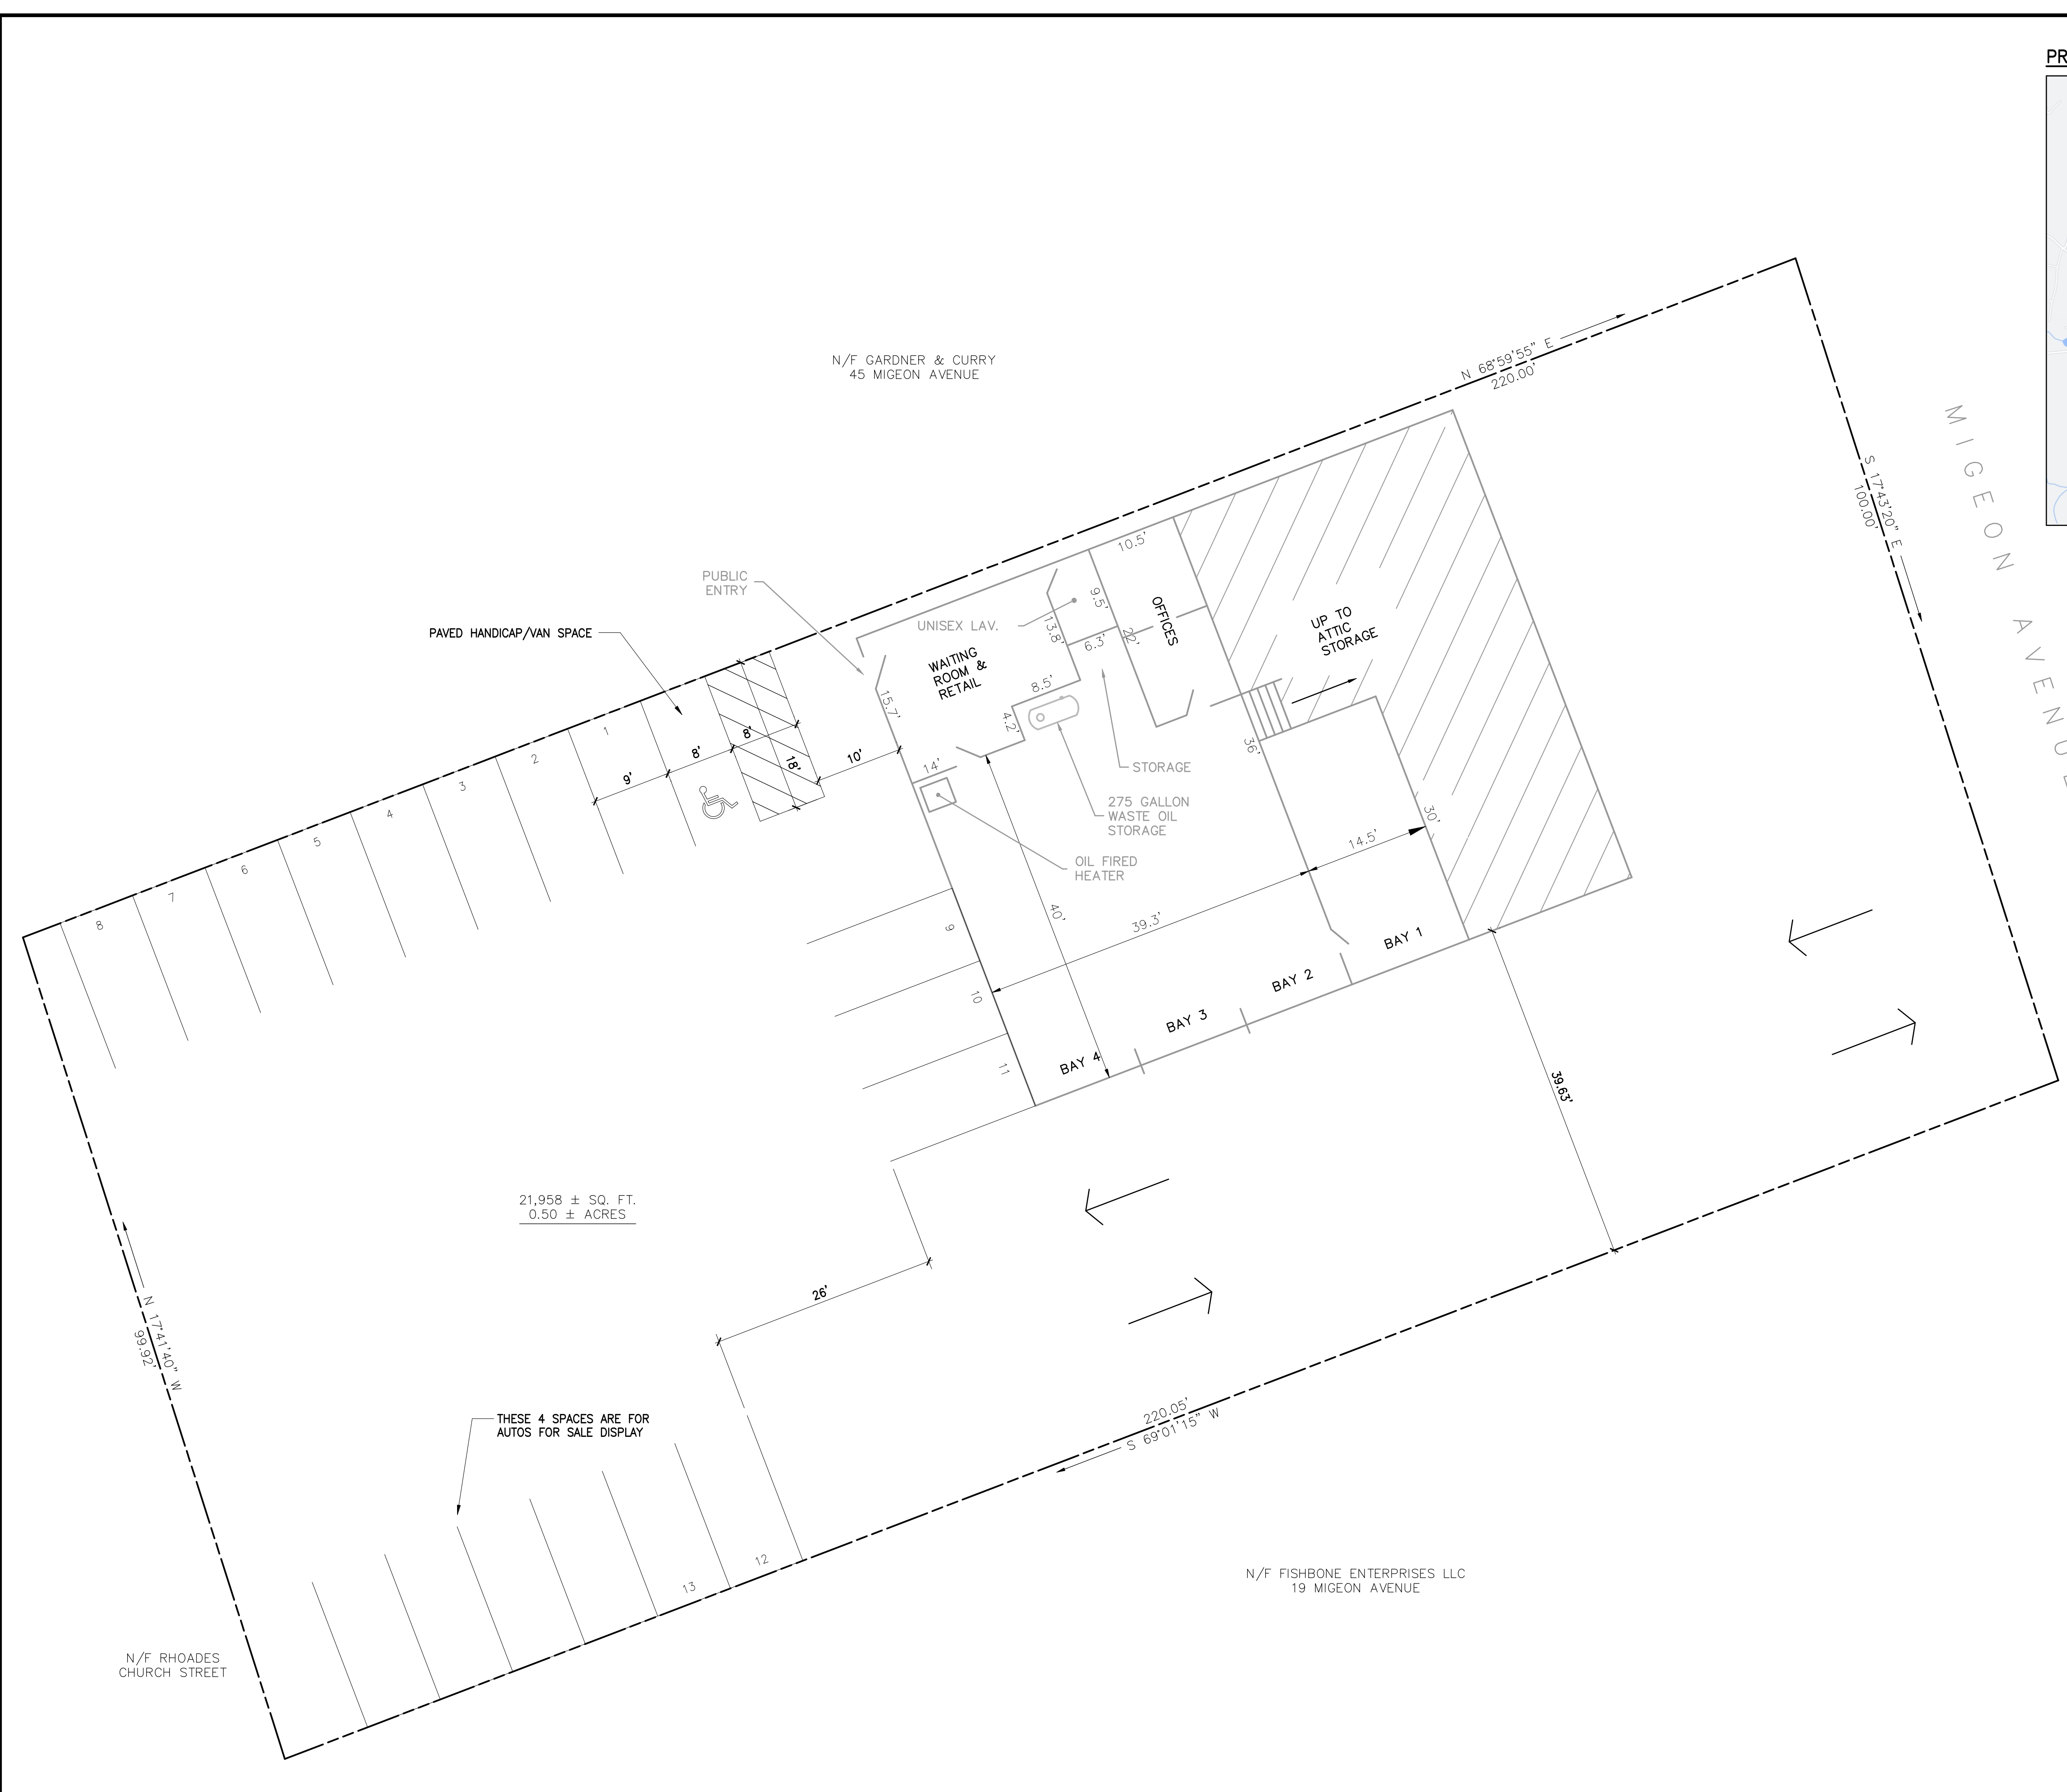 PR
N/F GARDNER & CURRY
45 MIGEON AVENUE
N 68°59'55" E
220.00'
S 17°43'20" E
100.00'
MIGEON AVENUE
PUBLIC
ENTRY
PAVED HANDICAP/VAN SPACE
UNISEX LAV.
WAITING
ROOM &
RETAIL
10.5'
9.5'
OFFICES
22'
13.8'
6.3'
8.5'
4.2'
15.7'
14'
UP TO
ATTIC
STORAGE
36'
STORAGE
275 GALLON
WASTE OIL
STORAGE
OIL FIRED
HEATER
14.5'
30'
39.3'
40'
BAY 1
BAY 2
BAY 3
BAY 4
39.63'
9'
8'
8'
18'
10'
1
2
3
4
5
6
7
8
9
10
11
21,958 ± SQ. FT.
0.50 ± ACRES
26'
N 17°41'40" W
99.92'
THESE 4 SPACES ARE FOR
AUTOS FOR SALE DISPLAY
220.05'
S 69°01'15" W
12
13
N/F FISHBONE ENTERPRISES LLC
19 MIGEON AVENUE
N/F RHOADES
CHURCH STREET